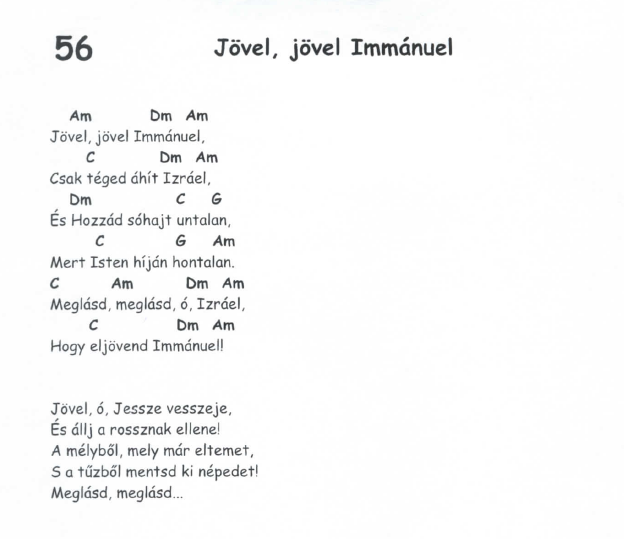 56 Jövel, jövel Immánuel
Am Dm Am
Jövel, jövel Immánuel,
C Dm Am
Csak téged áhít Izráel,
Dm C G
És Hozzád sóhajt untalan,
C G Am
Mert Isten híján hontalan.
C Am Dm Am
Meglásd, meglásd, ó, Izráel,
C Dm Am
Hogy eljövend Immánuel!
Jövel, ó, Jessze vesszeje,
És állj a rossznak ellene!
A mélyből, mely már eltemet,
S a tűzből mentsd ki népedet!
Meglásd, meglásd...